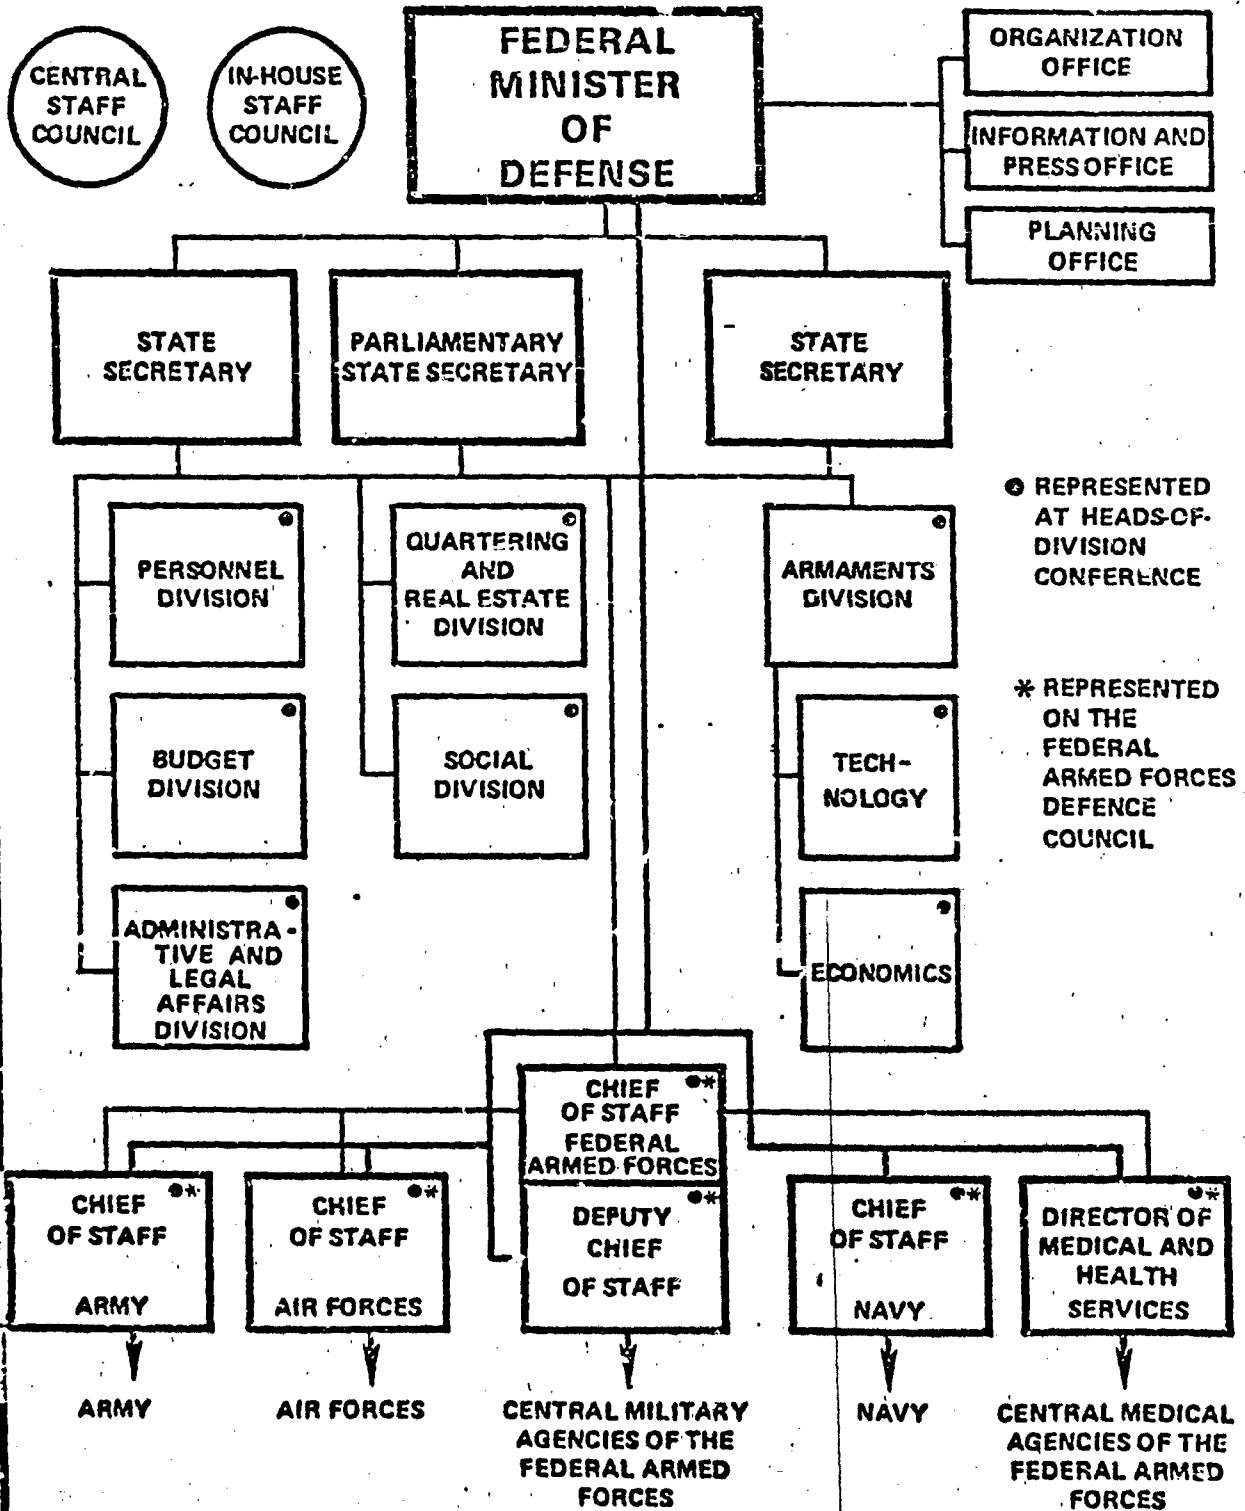 CENTRAL
STAFF
COUNCIL
IN-HOUSE
STAFF
COUNCIL
FEDERAL
MINISTER
OF
DEFENSE
ORGANIZATION
OFFICE
INFORMATION AND
PRESS OFFICE
PLANNING
OFFICE
STATE
SECRETARY
PARLIAMENTARY
STATE SECRETARY
STATE
SECRETARY
REPRESENTED
AT HEADS-OF-
DIVISION
CONFERENCE
* REPRESENTED
ON THE
FEDERAL
ARMED FORCES
DEFENCE
COUNCIL
PERSONNEL
DIVISION
QUARTERING
AND
REAL ESTATE
DIVISION
ARMAMENTS
DIVISION
BUDGET
DIVISION
SOCIAL
DIVISION
TECH-
NOLOGY
ADMINISTRA-
TIVE AND
LEGAL
AFFAIRS
DIVISION
ECONOMICS
CHIEF *
OF STAFF
FEDERAL
ARMED FORCES
CHIEF *
OF STAFF
ARMY
CHIEF *
OF STAFF
AIR FORCES
*
DEPUTY
CHIEF
OF STAFF
*
CHIEF
OF STAFF
NAVY
*
DIRECTOR OF
MEDICAL AND
HEALTH
SERVICES
ARMY
AIR FORCES
CENTRAL MILITARY
AGENCIES OF THE
FEDERAL ARMED
FORCES
NAVY
CENTRAL MEDICAL
AGENCIES OF THE
FEDERAL ARMED
FORCES